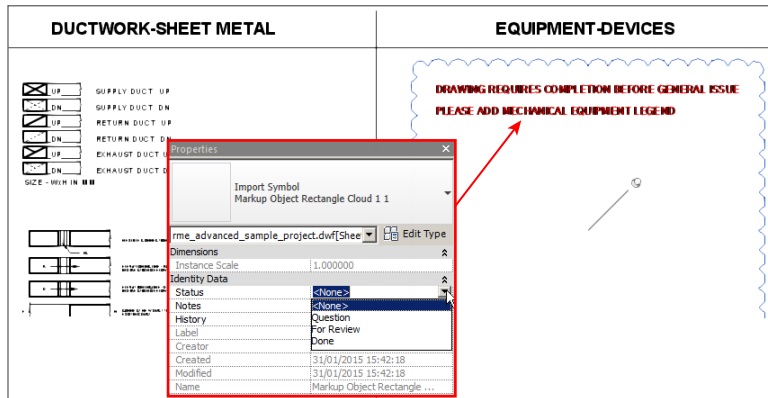 DUCTWORK-SHEET METAL
EQUIPMENT-DEVICES
DRAWING REQUIRES COMPLETION BEFORE GENERAL ISSUE
PLEASE ADD MECHANICAL EQUIPMENT LEGEND
UP SUPPLY DUCT UP
DN SUPPLY DUCT DN
UP RETURN DUCT UP
DN RETURN DUCT DN
UP EXHAUST DUCT UP
DN EXHAUST DUCT
SIZE - WXH IN
Properties
Import Symbol
Markup Object Rectangle Cloud 1 1
rme_advanced_sample_project.dwf[Shee
Edit Type
Dimensions
Instance Scale 1.000000
Identity Data
Status <None>
Notes <None>
History Question
Label For Review
Creator Done
Created 31/01/2015 15:42:18
Modified 31/01/2015 15:42:18
Name Markup Object Rectangle ...